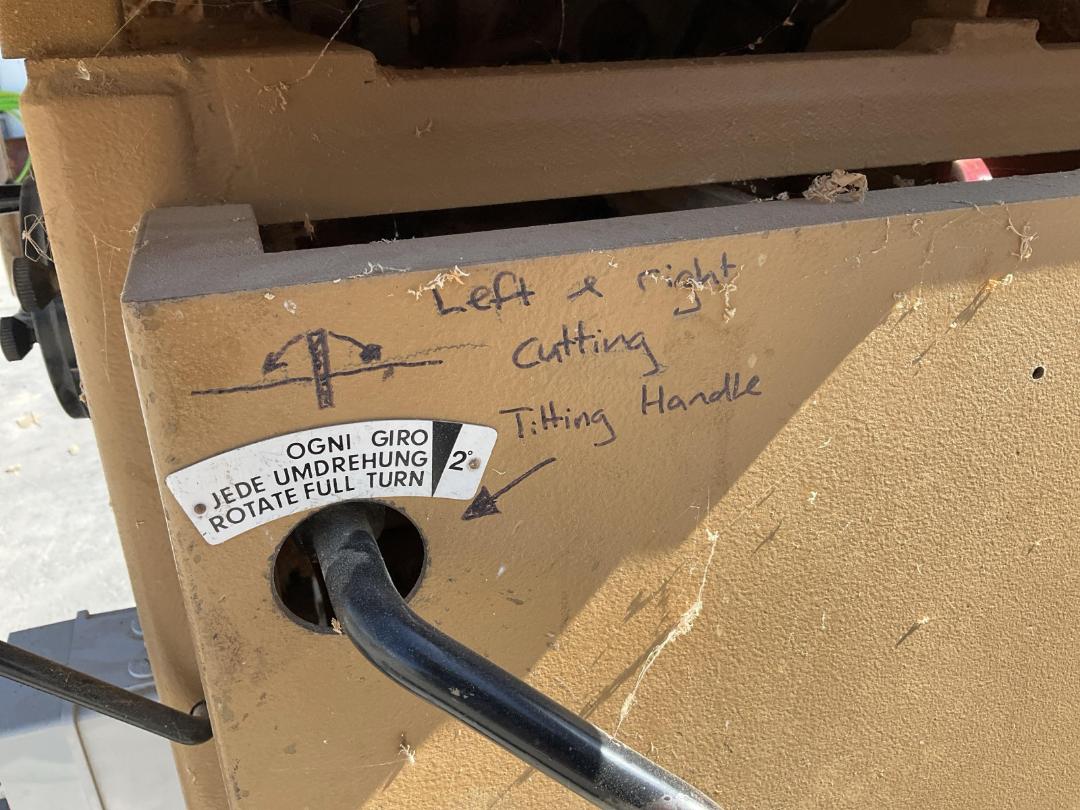 Left & right
Cutting
Tilting Handle
OGNI GIRO
JEDE UMDREHUNG
ROTATE FULL TURN
2°